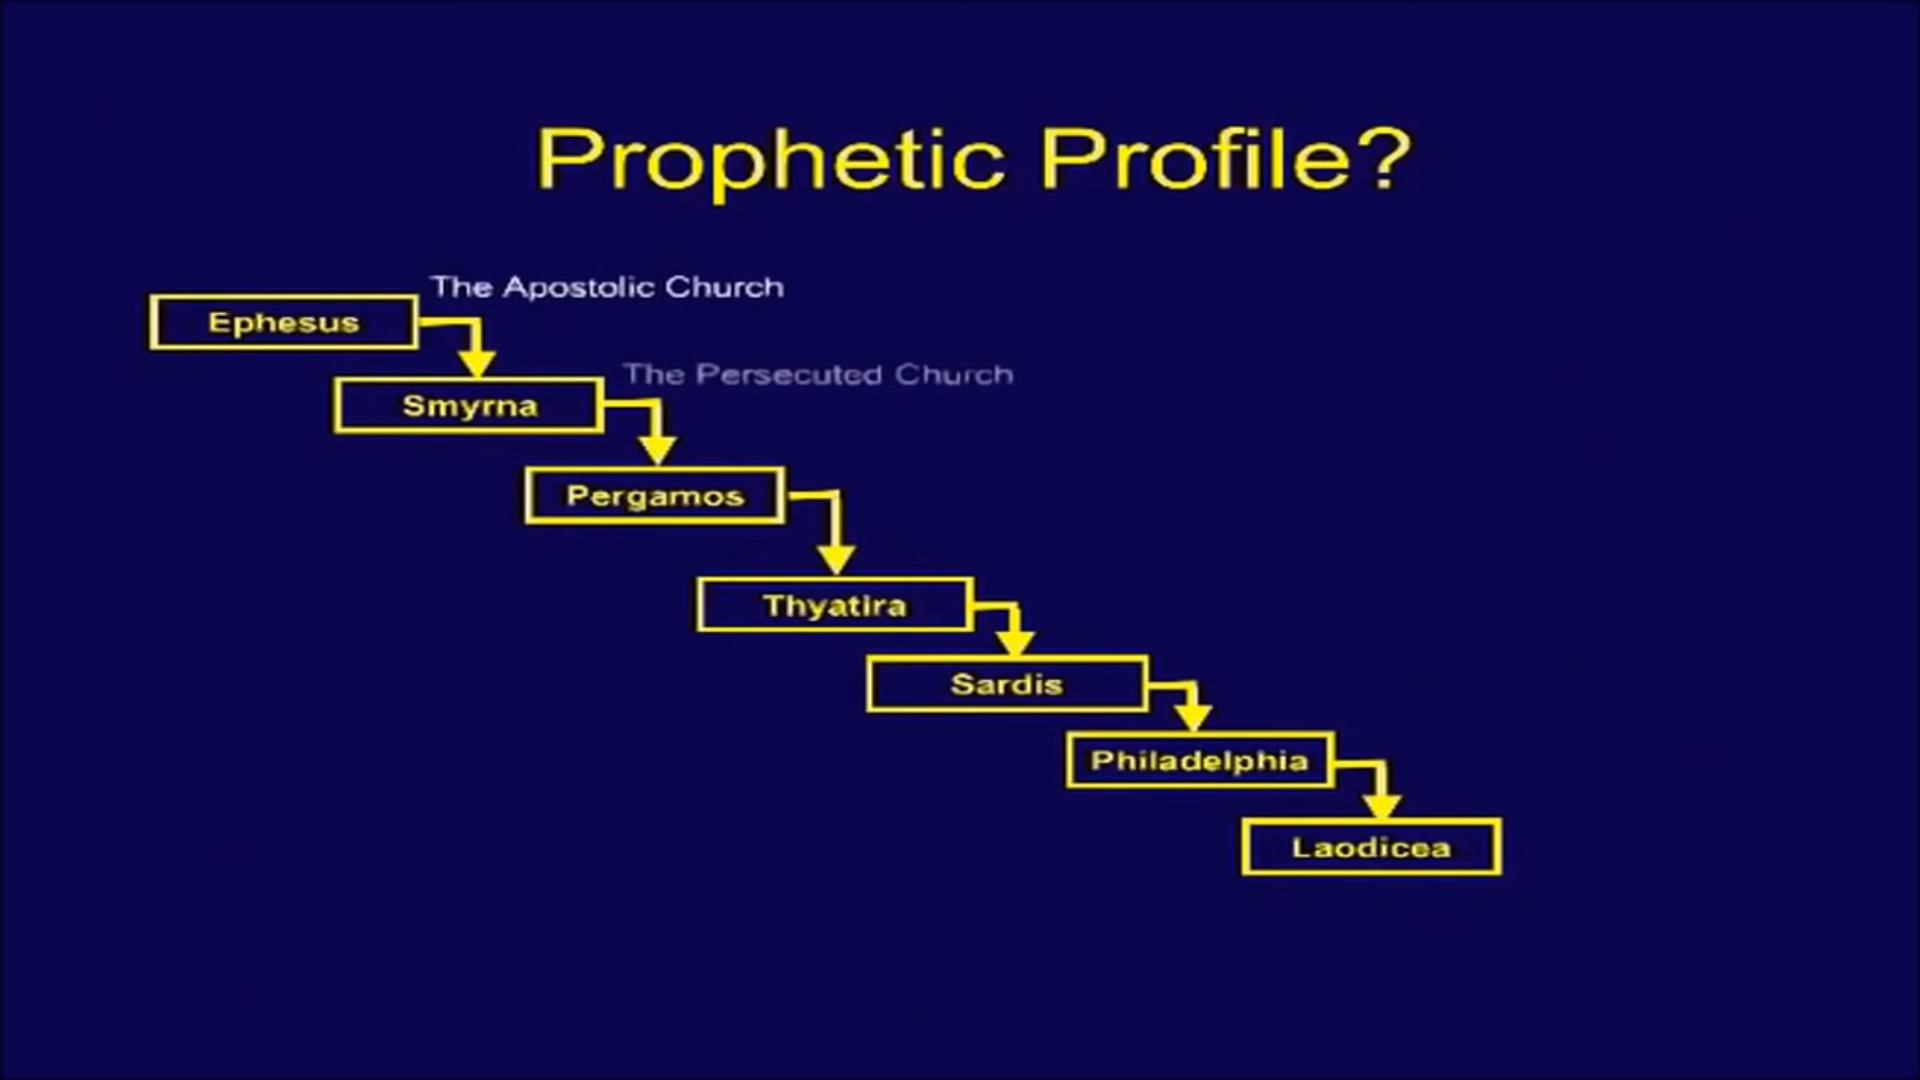 Prophetic Profile?
The Apostolic Church
Ephesus
The Persecuted Church
Smyrna
Pergamos
Thyatira
Sardis
Philadelphia
Laodicea